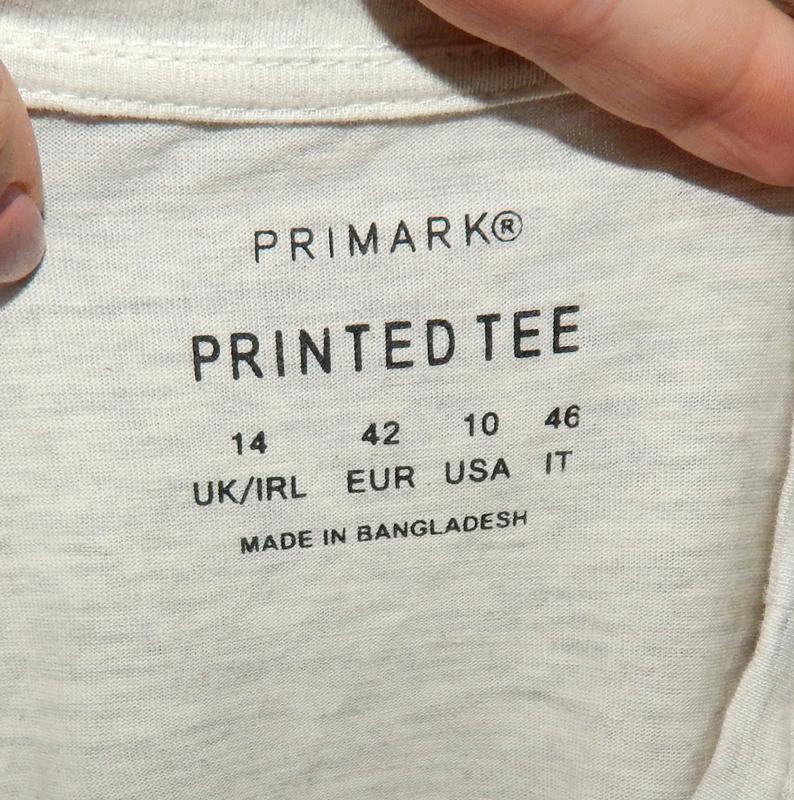 PRIMARK®
PRINTED TEE
14 42 10 46
UK/IRL EUR USA IT
MADE IN BANGLADESH